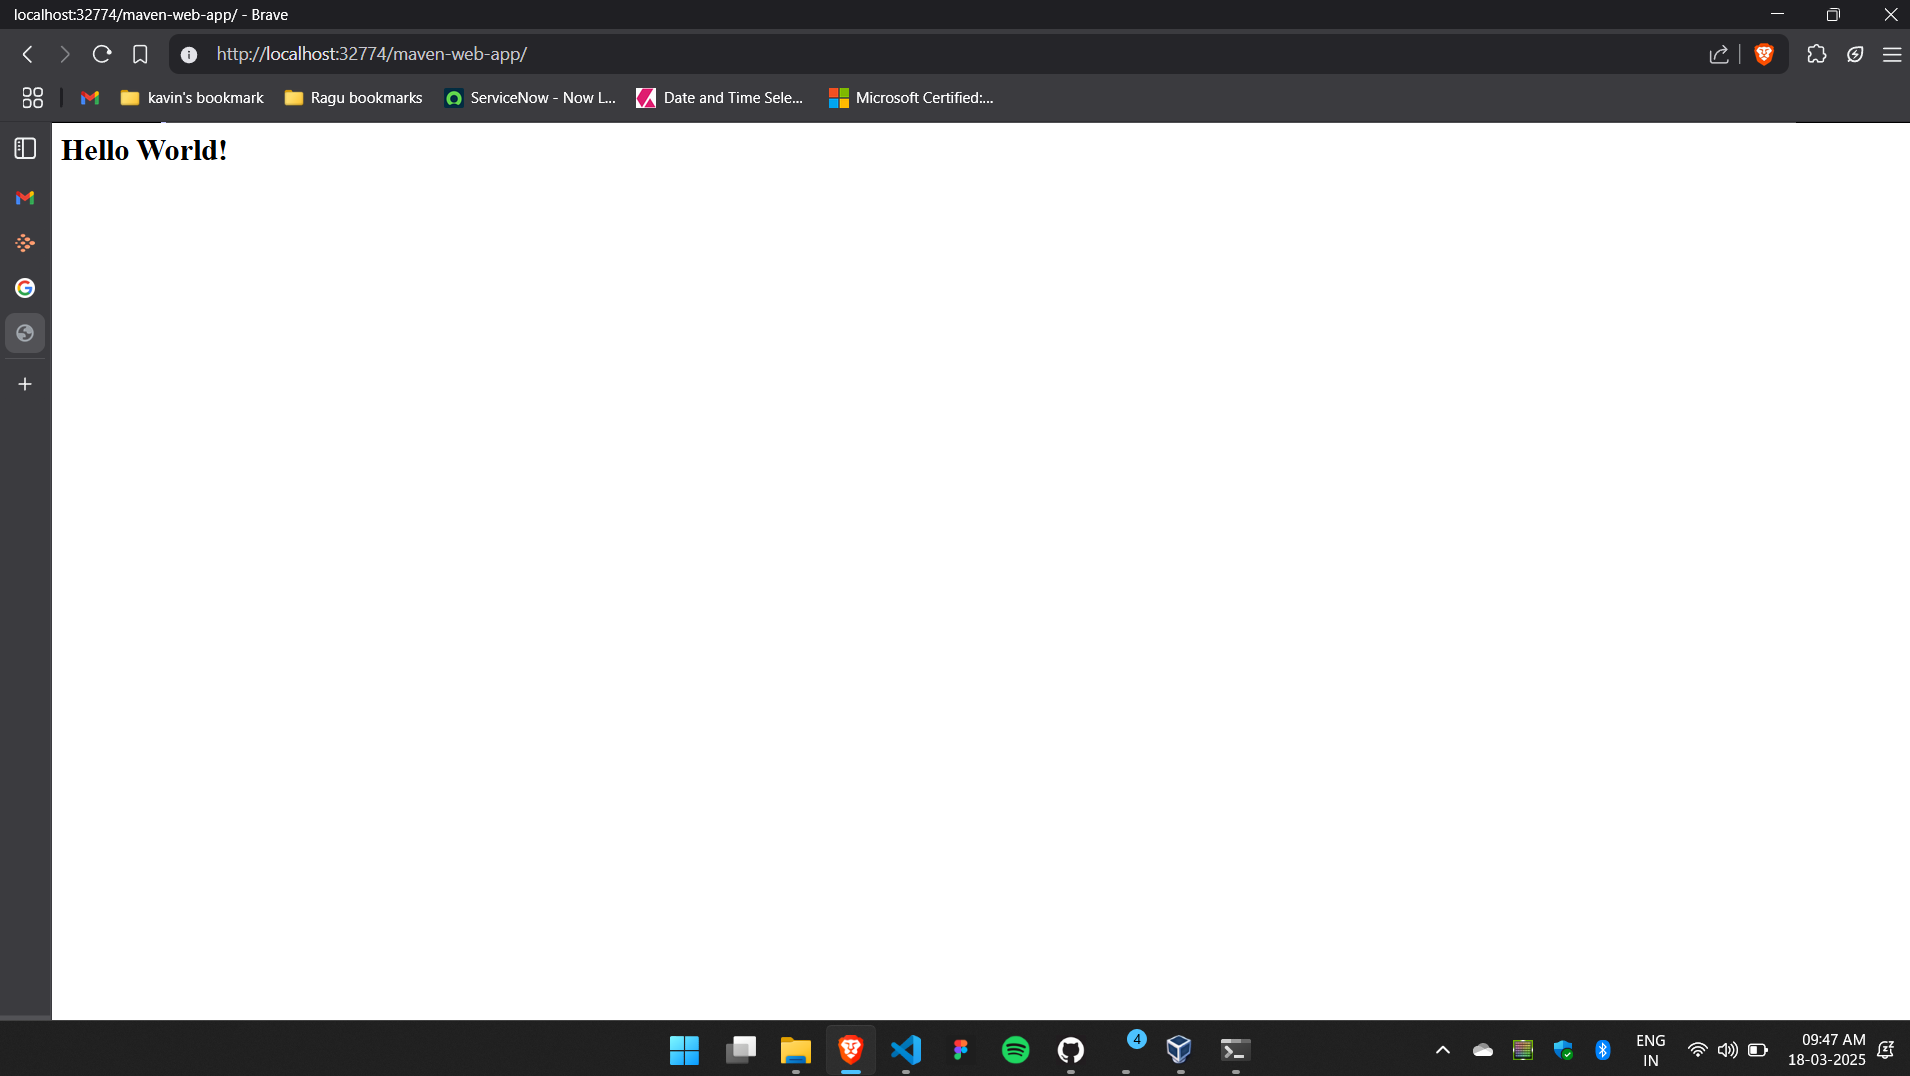 localhost:32774/maven-web-app/ - Brave
http://localhost:32774/maven-web-app/
kavin's bookmark
Ragu bookmarks
ServiceNow - Now L...
Date and Time Sele...
Microsoft Certified:...
Hello World!
4
ENG
IN
09:47 AM
18-03-2025